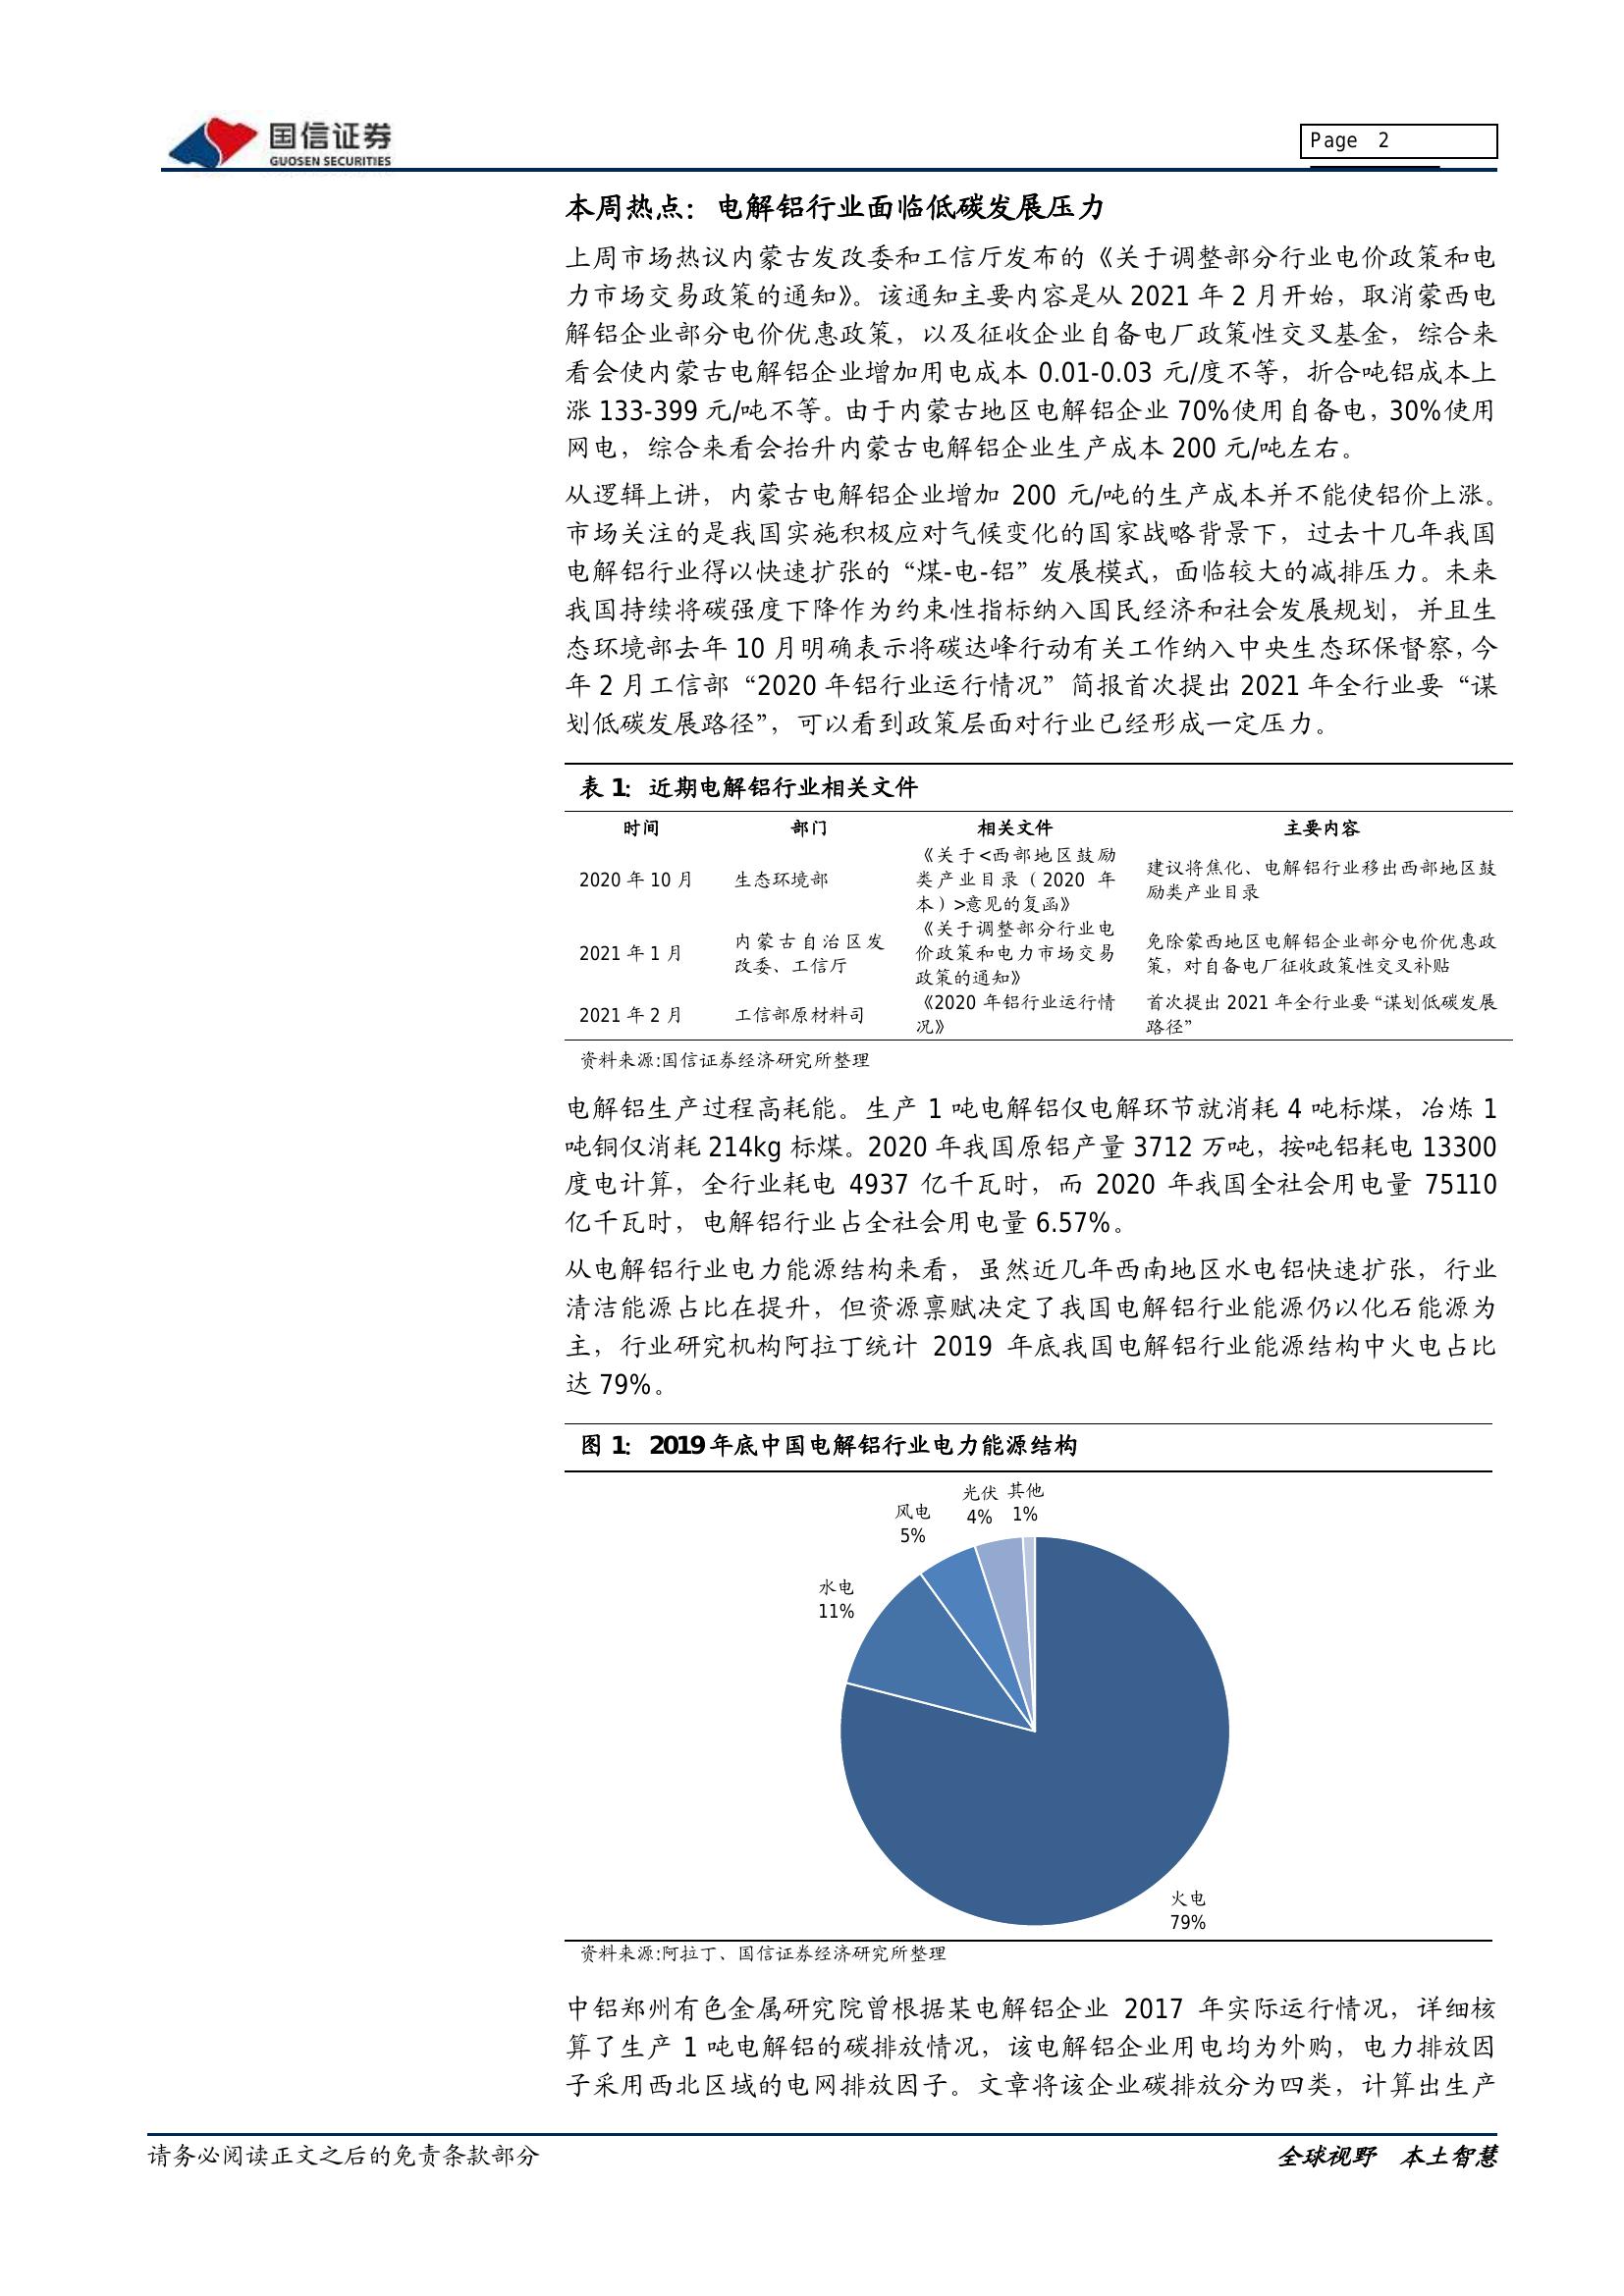 国信证券
GUOSEN SECURITIES
Page 2
本周热点：电解铝行业面临低碳发展压力
上周市场热议内蒙古发改委和工信厅发布的《关于调整部分行业电价政策和电
力市场交易政策的通知》。该通知主要内容是从 2021 年 2 月开始，取消蒙西电
解铝企业部分电价优惠政策，以及征收企业自备电厂政策性交叉基金，综合来
看会使内蒙古电解铝企业增加用电成本 0.01-0.03 元/度不等，折合吨铝成本上
涨 133-399 元/吨不等。由于内蒙古地区电解铝企业 70%使用自备电，30%使用
网电，综合来看会抬升内蒙古电解铝企业生产成本 200 元/吨左右。
从逻辑上讲，内蒙古电解铝企业增加 200 元/吨的生产成本并不能使铝价上涨。
市场关注的是我国实施积极应对气候变化的国家战略背景下，过去十几年我国
电解铝行业得以快速扩张的“煤-电-铝”发展模式，面临较大的减排压力。未来
我国持续将碳强度下降作为约束性指标纳入国民经济和社会发展规划，并且生
态环境部去年 10 月明确表示将碳达峰行动有关工作纳入中央生态环保督察，今
年 2 月工信部“2020 年铝行业运行情况”简报首次提出 2021 年全行业要“谋
划低碳发展路径”，可以看到政策层面对行业已经形成一定压力。
表 1：近期电解铝行业相关文件
时间 部门 相关文件 主要内容
2020 年 10 月 生态环境部
《关于<西部地区鼓励
类产业目录（2020 年
本）>意见的复函》
建议将焦化、电解铝行业移出西部地区鼓
励类产业目录
2021 年 1 月
内蒙古自治区发
改委、工信厅
《关于调整部分行业电
价政策和电力市场交易
政策的通知》
免除蒙西地区电解铝企业部分电价优惠政
策，对自备电厂征收政策性交叉补贴
2021 年 2 月 工信部原材料司
《2020 年铝行业运行情
况》
首次提出 2021 年全行业要“谋划低碳发展
路径”
资料来源:国信证券经济研究所整理
电解铝生产过程高耗能。生产 1 吨电解铝仅电解环节就消耗 4 吨标煤，冶炼 1
吨铜仅消耗 214kg 标煤。2020 年我国原铝产量 3712 万吨，按吨铝耗电 13300
度电计算，全行业耗电 4937 亿千瓦时，而 2020 年我国全社会用电量 75110
亿千瓦时，电解铝行业占全社会用电量 6.57%。
从电解铝行业电力能源结构来看，虽然近几年西南地区水电铝快速扩张，行业
清洁能源占比在提升，但资源禀赋决定了我国电解铝行业能源仍以化石能源为
主，行业研究机构阿拉丁统计 2019 年底我国电解铝行业能源结构中火电占比
达 79%。
图 1：2019 年底中国电解铝行业电力能源结构
光伏
4%
其他
1%
风电
5%
水电
11%
火电
79%
资料来源:阿拉丁、国信证券经济研究所整理
中铝郑州有色金属研究院曾根据某电解铝企业 2017 年实际运行情况，详细核
算了生产 1 吨电解铝的碳排放情况，该电解铝企业用电均为外购，电力排放因
子采用西北区域的电网排放因子。文章将该企业碳排放分为四类，计算出生产
请务必阅读正文之后的免责条款部分
全球视野 本土智慧